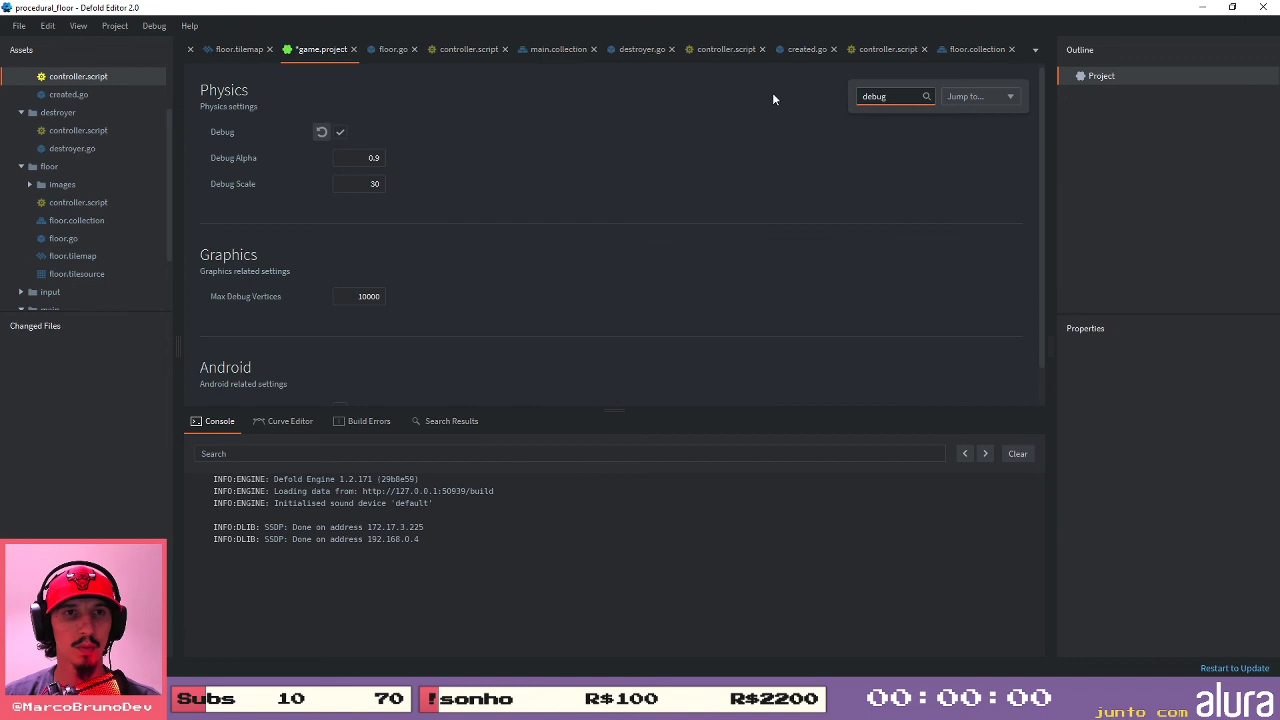 procedural_floor - Defold Editor 2.0
File Edit View Project Debug Help
Assets
controller.script
created.go
destroyer
controller.script
destroyer.go
floor
images
controller.script
floor.collection
floor.go
floor.tilemap
floor.tilesource
input
main
Changed Files
floor.tilemap *game.project floor.go controller.script main.collection destroyer.go controller.script created.go controller.script floor.collection
Physics
Physics settings
debug Jump to...
Debug
Debug Alpha 0.9
Debug Scale 30
Graphics
Graphics related settings
Max Debug Vertices 10000
Android
Android related settings
Console Curve Editor Build Errors Search Results
Search Clear
INFO:ENGINE: Defold Engine 1.2.171 (29b8e59)
INFO:ENGINE: Loading data from: http://127.0.0.1:50939/build
INFO:ENGINE: Initialised sound device 'default'
INFO:DLIB: SSDP: Done on address 172.17.3.225
INFO:DLIB: SSDP: Done on address 192.168.0.4
Outline
Project
Properties
Restart to Update
@MarcoBrunoDev
Subs 10 70
!sonho R$100 R$2200
00:00:00
junto com alura